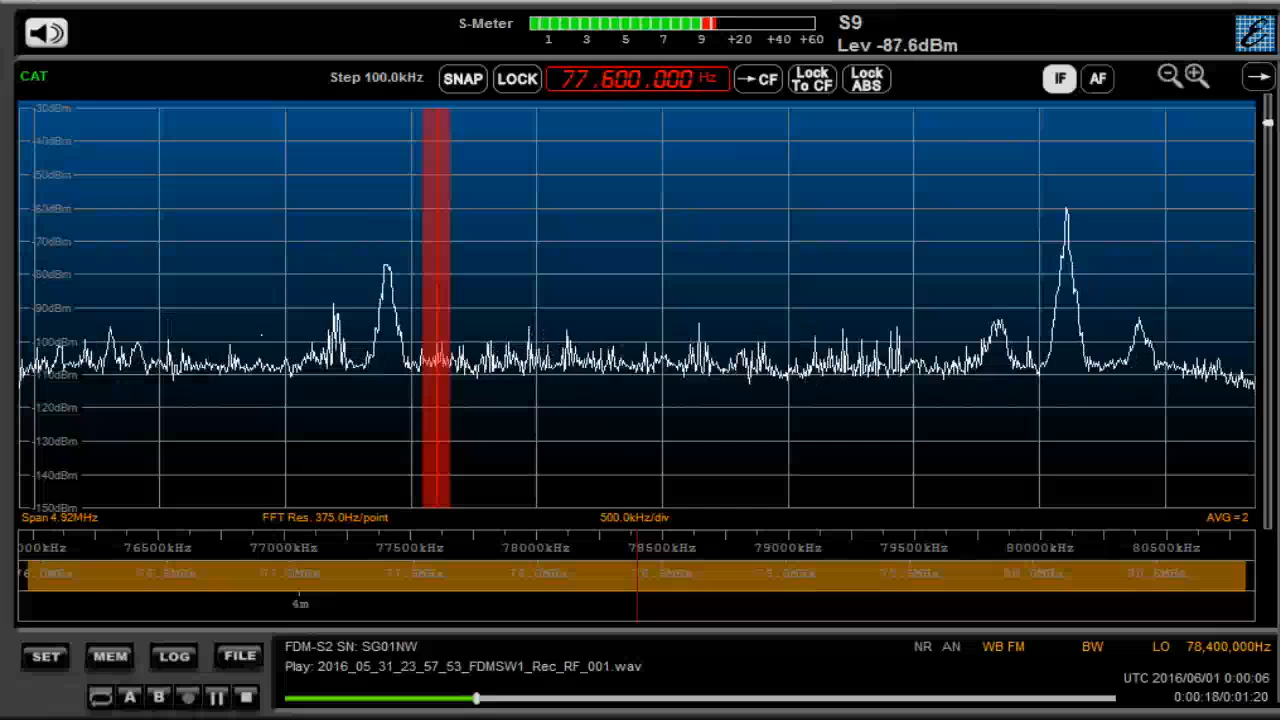 S-Meter 1 3 5 7 9 +20 +40 +60 S9
Lev -87.6dBm
CAT Step 100.0kHz SNAP LOCK 77.600.000 Hz →CF Lock To CF Lock ABS IF AF
-30dBm
-40dBm
-50dBm
-60dBm
-70dBm
-80dBm
-90dBm
-100dBm
-110dBm
-120dBm
-130dBm
-140dBm
-150dBm
Span 4.92MHz FFT Res. 375.0Hz/point 500.0kHz/div AVG =2
000kHz 76500kHz 77000kHz 77500kHz 78000kHz 78500kHz 79000kHz 79500kHz 80000kHz 80500kHz
4m
SET MEM LOG FILE FDM-S2 SN: SG01NW NR AN WB FM BW LO 78,400,000Hz
Play: 2016_05_31_23_57_53_FDMSW1_Rec_RF_001.wav
UTC 2016/06/01 0:00:06
A B 0:00:18/0:01:20